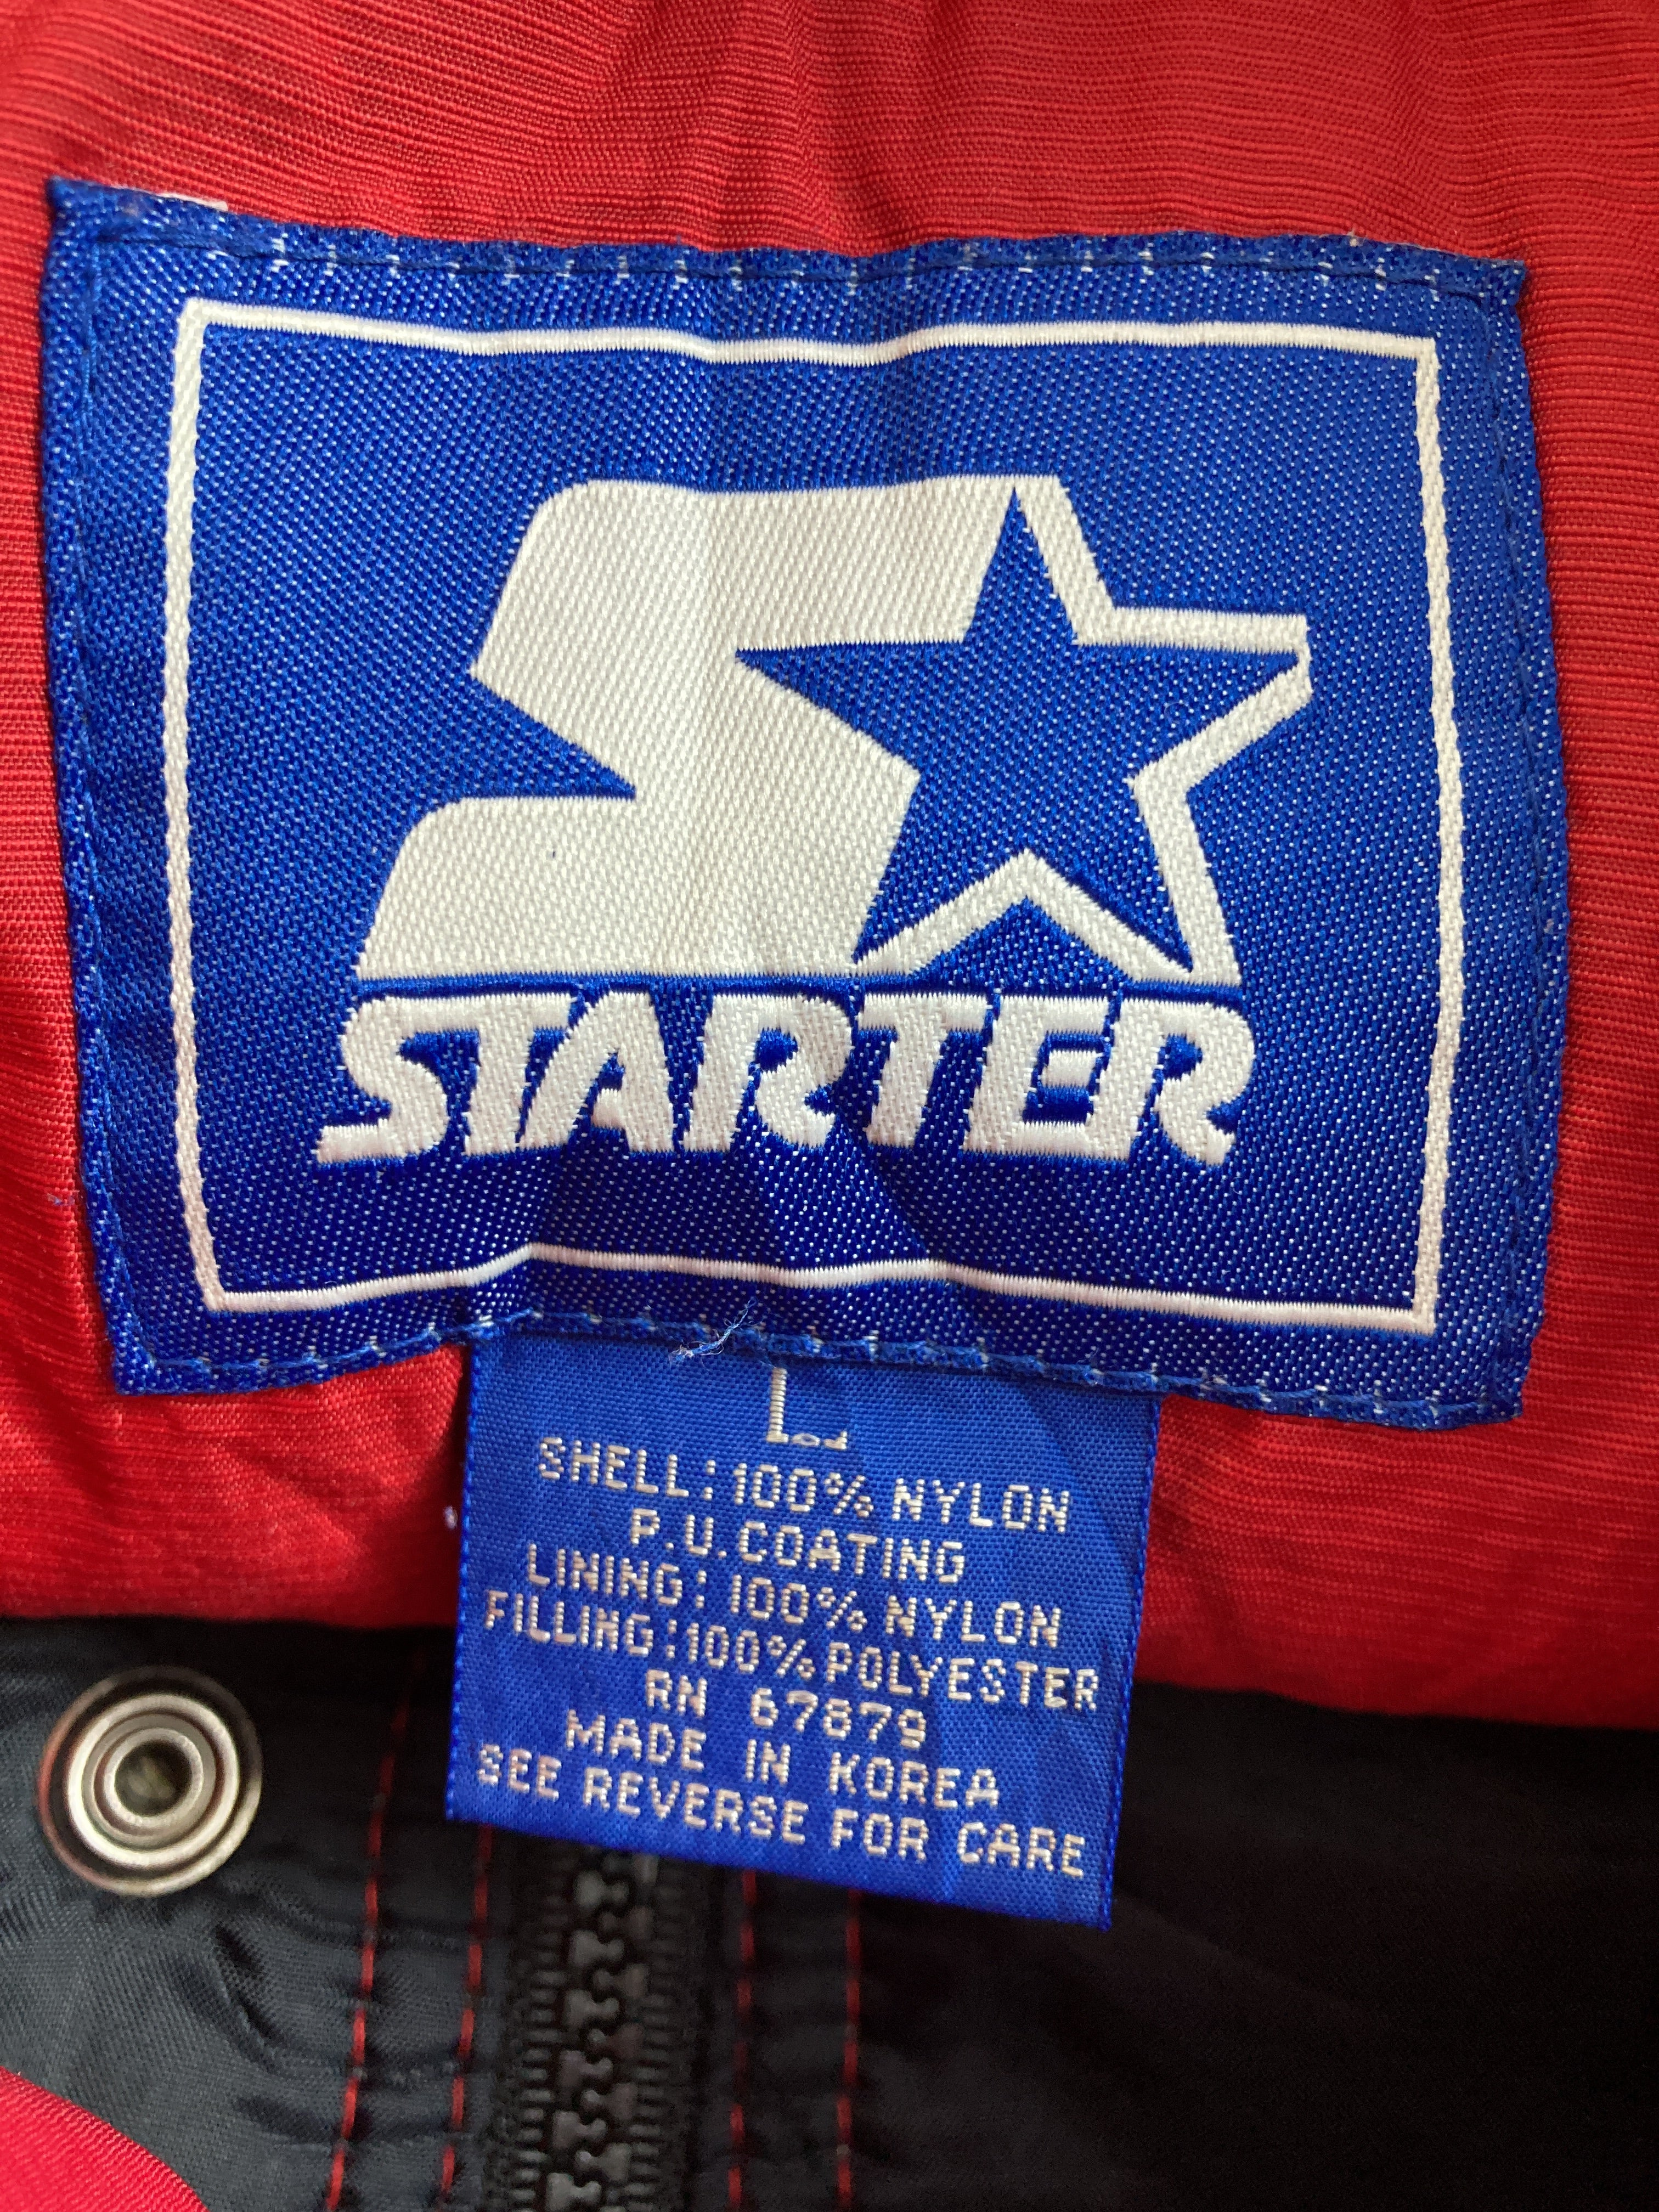 STARTER
L
SHELL: 100% NYLON
P.U. COATING
LINING: 100% NYLON
FILLING: 100% POLYESTER
RN 67879
MADE IN KOREA
SEE REVERSE FOR CARE